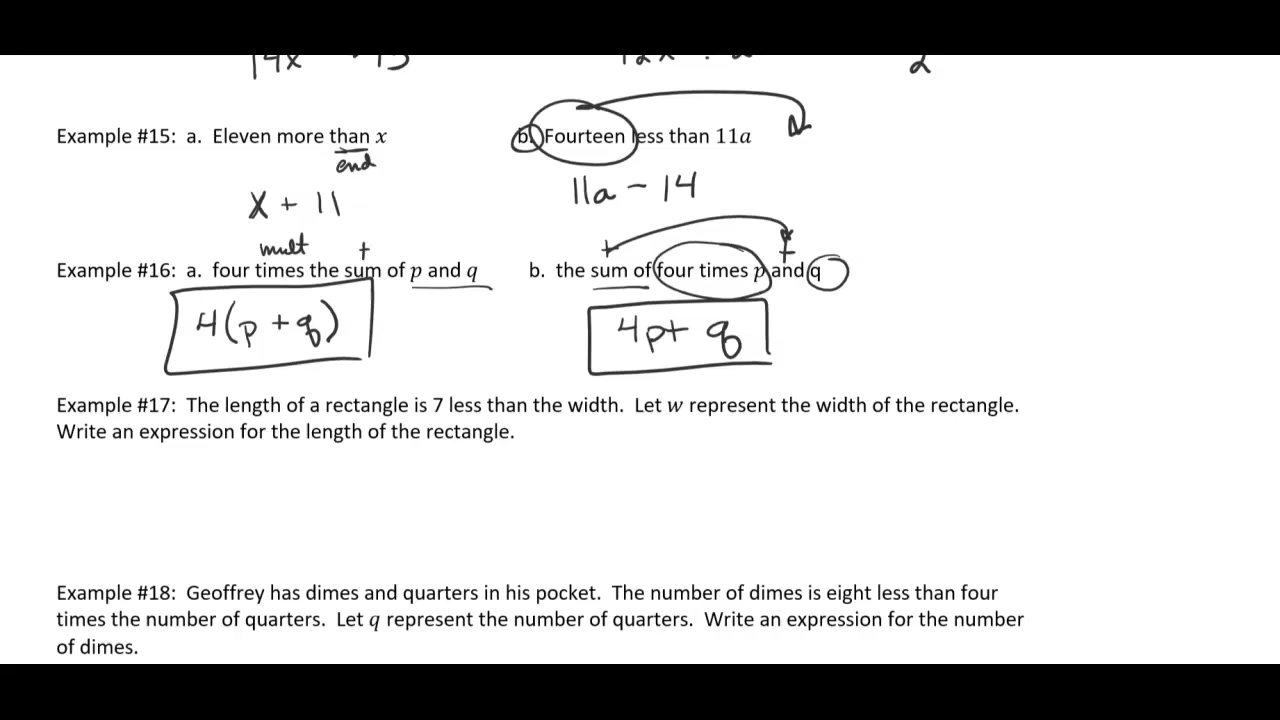 Example #15: a. Eleven more than x b. Fourteen less than 11a
end
x + 11 11a - 14
mult + + +
Example #16: a. four times the sum of p and q b. the sum of four times p and q
4(p + q) 4p+ q
Example #17: The length of a rectangle is 7 less than the width. Let w represent the width of the rectangle.
Write an expression for the length of the rectangle.
Example #18: Geoffrey has dimes and quarters in his pocket. The number of dimes is eight less than four
times the number of quarters. Let q represent the number of quarters. Write an expression for the number
of dimes.